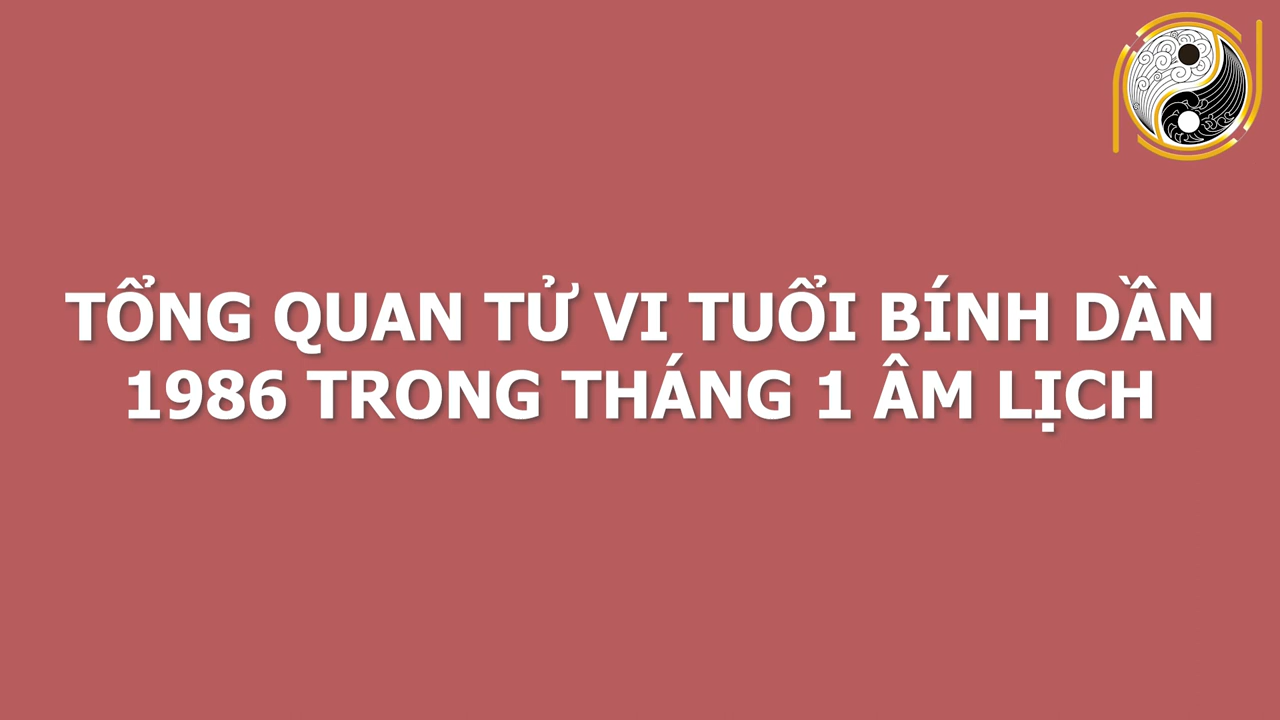 TỔNG QUAN TỬ VI TUỔI BÍNH DẦN
1986 TRONG THÁNG 1 ÂM LỊCH